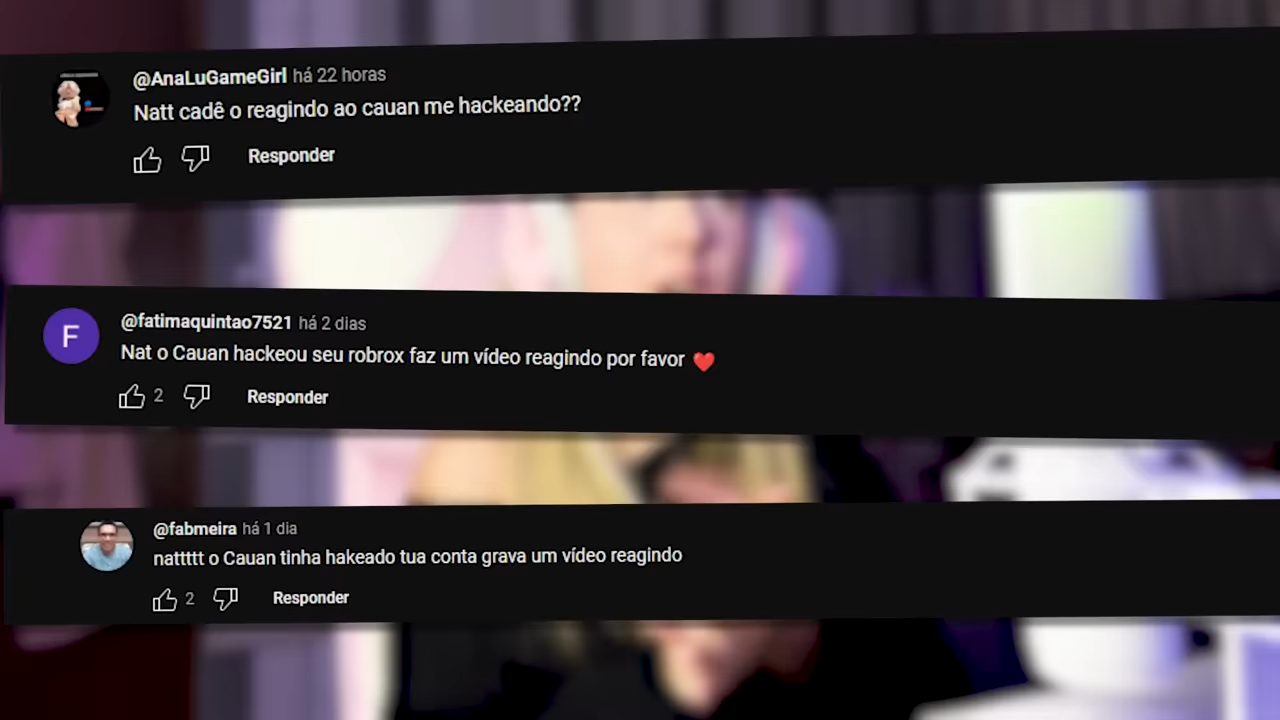 @AnaLuGameGirl há 22 horas
Natt cadê o reagindo ao cauan me hackeando??
Responder
F
@fatimaquintao7521 há 2 dias
Nat o Cauan hackeou seu robrox faz um vídeo reagindo por favor ❤️
2 Responder
@fabmeira há 1 dia
nattttt o Cauan tinha hakeado tua conta grava um vídeo reagindo
2 Responder